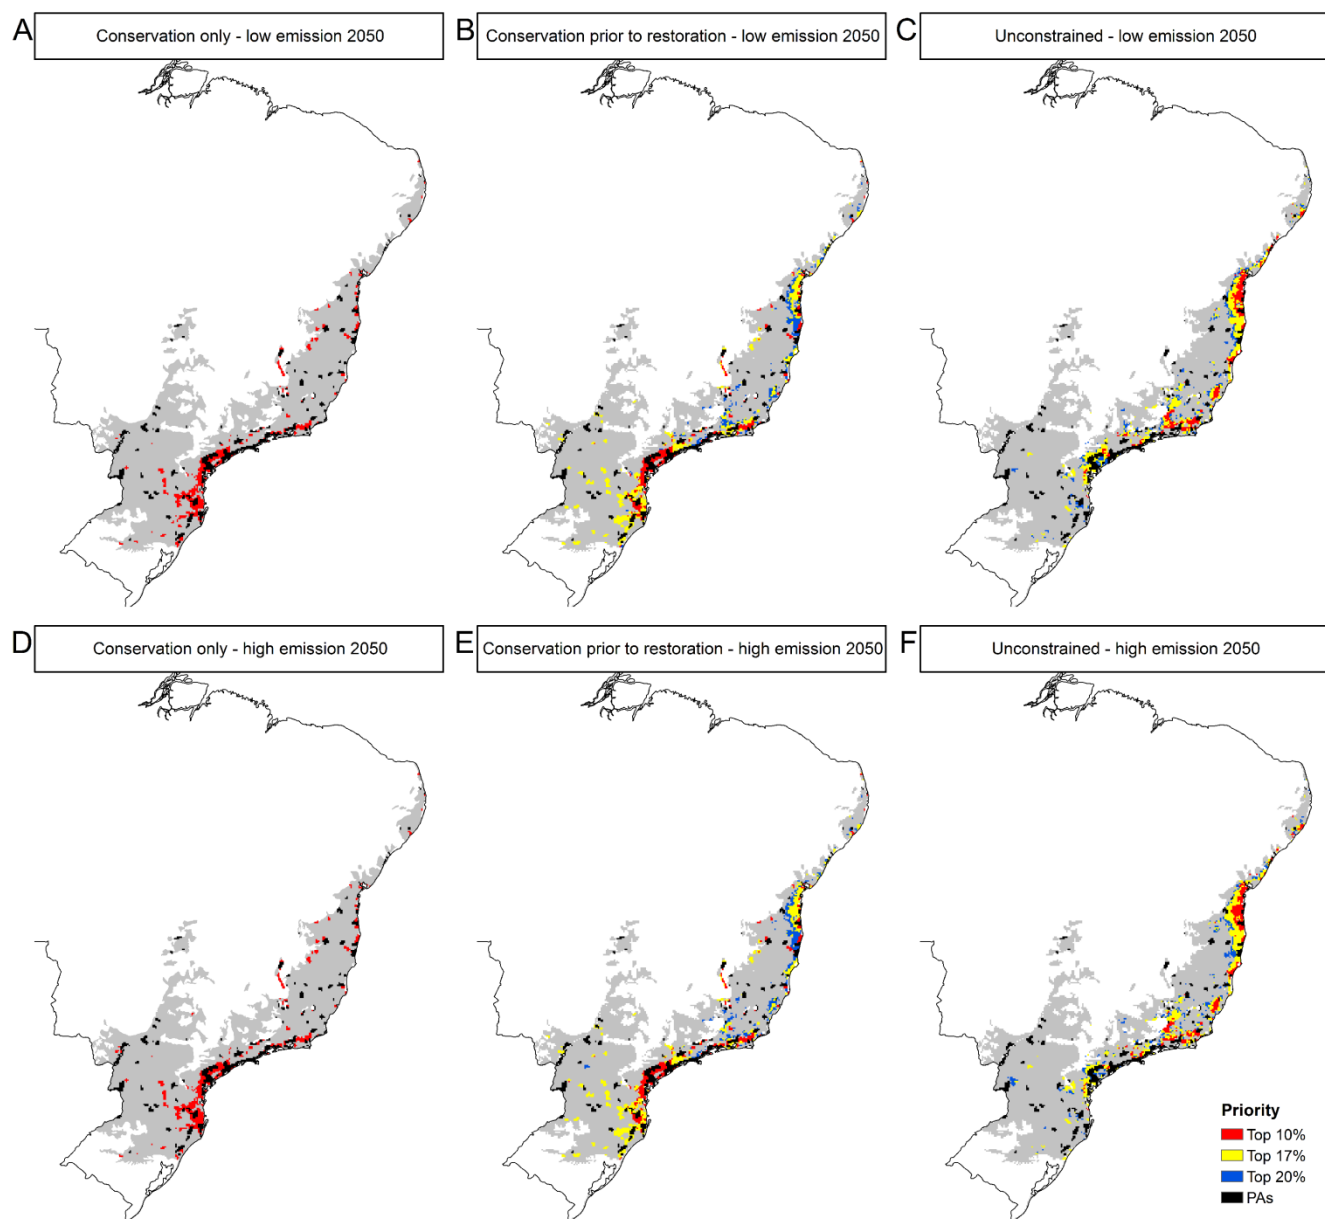 A
Conservation only - low emission 2050
B
Conservation prior to restoration - low emission 2050
C
Unconstrained - low emission 2050
D
Conservation only - high emission 2050
E
Conservation prior to restoration - high emission 2050
F
Unconstrained - high emission 2050
Priority
Top 10%
Top 17%
Top 20%
PAs